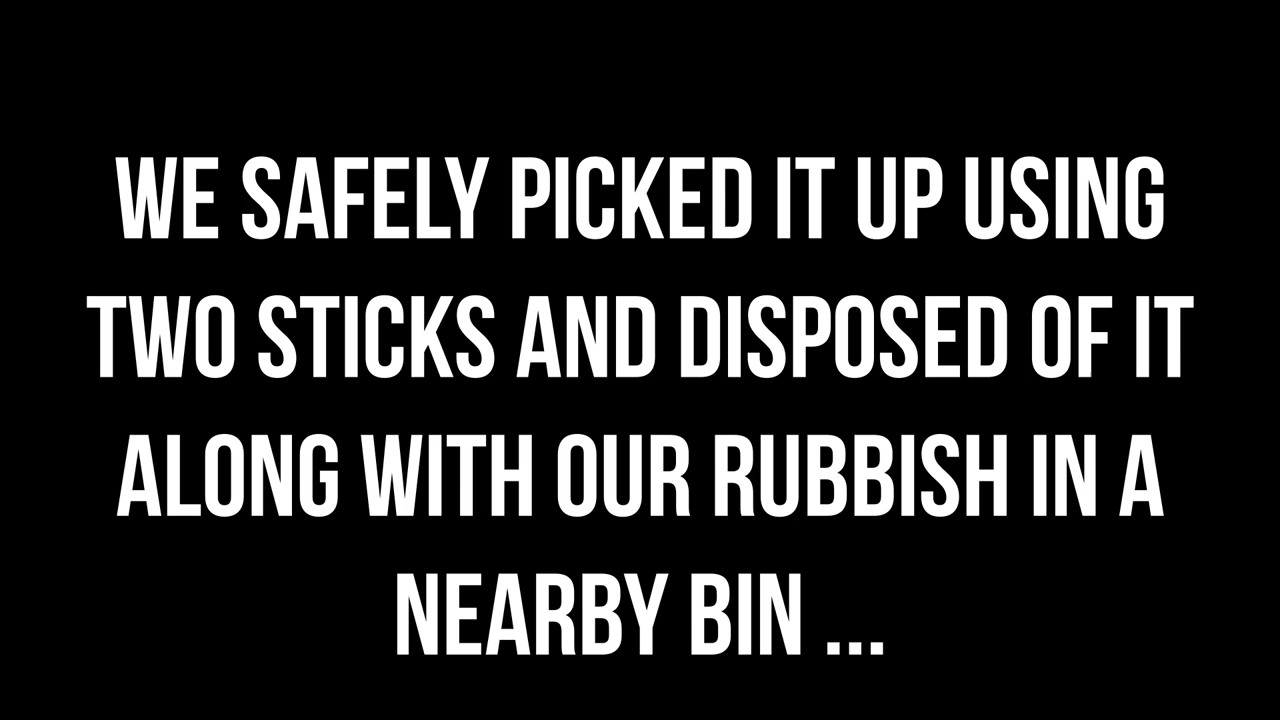 WE SAFELY PICKED IT UP USING
TWO STICKS AND DISPOSED OF IT
ALONG WITH OUR RUBBISH IN A
NEARBY BIN ...